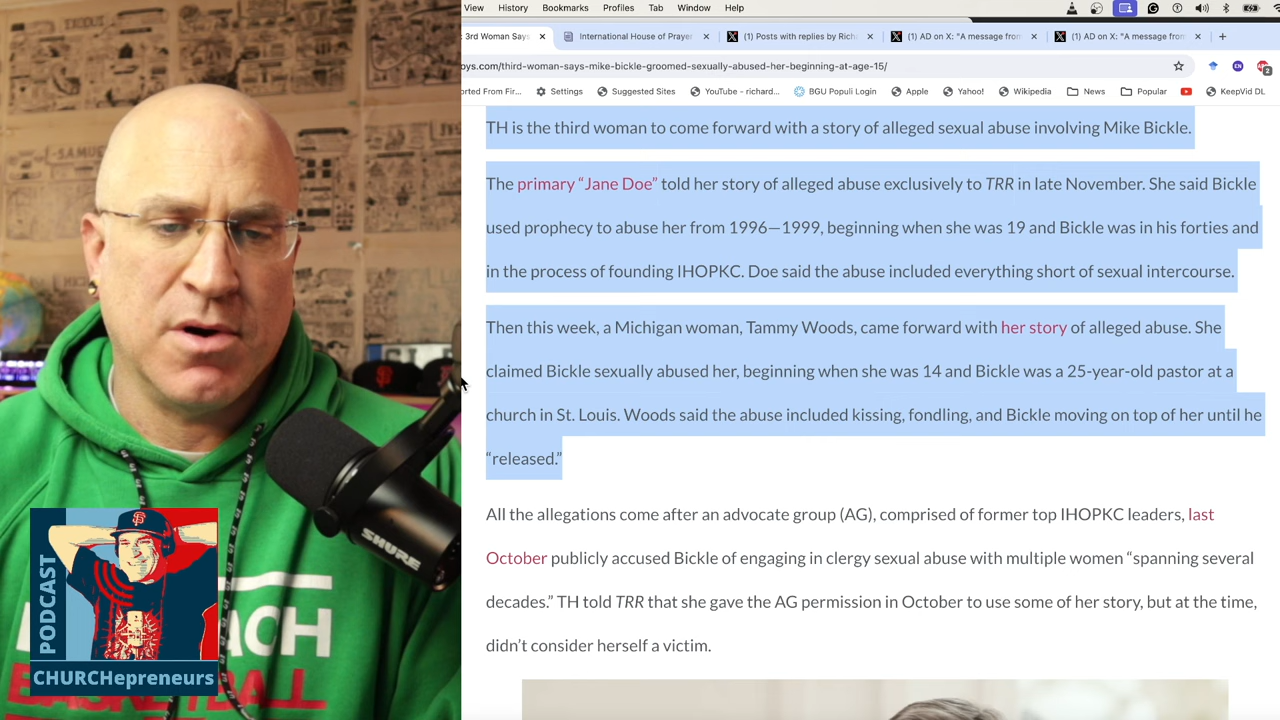 View History Bookmarks Profiles Tab Window Help
3rd Woman Says
International House of Prayer
(1) Posts with replies by Rich
(1) AD on X: "A message from
(1) AD on X: "A message from
oys.com/third-woman-says-mike-bickle-groomed-sexually-abused-her-beginning-at-age-15/
2
orted From Fir... Settings Suggested Sites YouTube - richard... BGU Populi Login Apple Yahoo! Wikipedia News Popular KeepVid DL
TH is the third woman to come forward with a story of alleged sexual abuse involving Mike Bickle.
The primary “Jane Doe” told her story of alleged abuse exclusively to TRR in late November. She said Bickle
used prophecy to abuse her from 1996—1999, beginning when she was 19 and Bickle was in his forties and
in the process of founding IHOPKC. Doe said the abuse included everything short of sexual intercourse.
Then this week, a Michigan woman, Tammy Woods, came forward with her story of alleged abuse. She
claimed Bickle sexually abused her, beginning when she was 14 and Bickle was a 25-year-old pastor at a
church in St. Louis. Woods said the abuse included kissing, fondling, and Bickle moving on top of her until he
“released.”
All the allegations come after an advocate group (AG), comprised of former top IHOPKC leaders, last
October publicly accused Bickle of engaging in clergy sexual abuse with multiple women “spanning several
decades.” TH told TRR that she gave the AG permission in October to use some of her story, but at the time,
didn’t consider herself a victim.
SHURE
PODCAST
CHURCHepreneurs
ACH
BASKETBALL